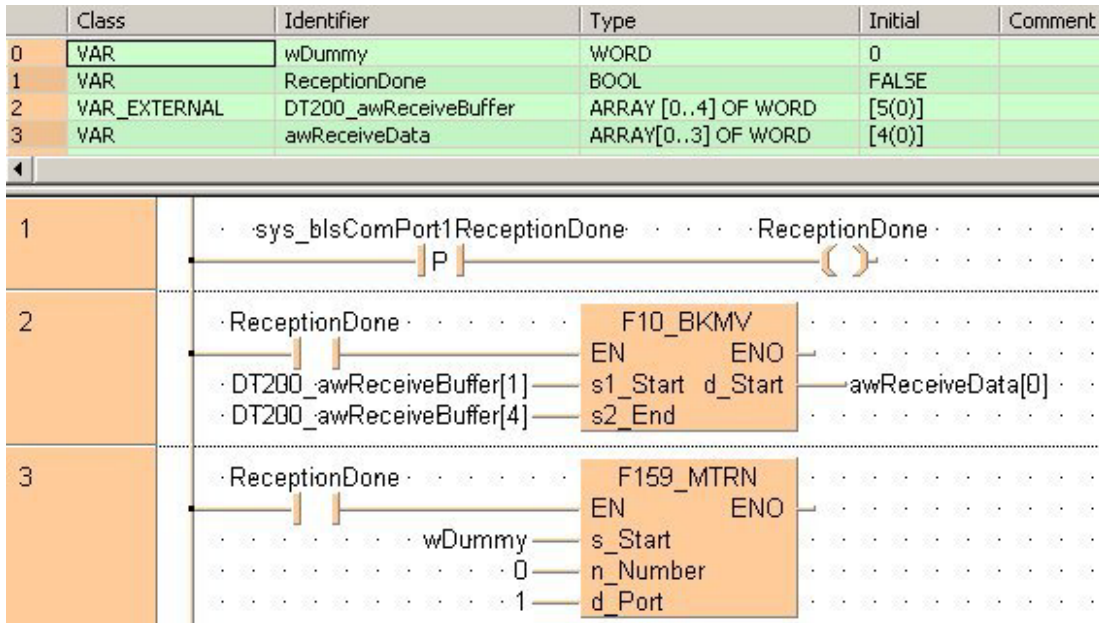 Class Identifier Type Initial Comment
0 VAR wDummy WORD 0
1 VAR ReceptionDone BOOL FALSE
2 VAR_EXTERNAL DT200_awReceiveBuffer ARRAY [0..4] OF WORD [5(0)]
3 VAR awReceiveData ARRAY[0..3] OF WORD [4(0)]
1
sys_bIsComPort1ReceptionDone ReceptionDone
P
2
ReceptionDone F10_BKMV
EN ENO
DT200_awReceiveBuffer[1] s1_Start d_Start awReceiveData[0]
DT200_awReceiveBuffer[4] s2_End
3
ReceptionDone F159_MTRN
EN ENO
wDummy s_Start
0 n_Number
1 d_Port